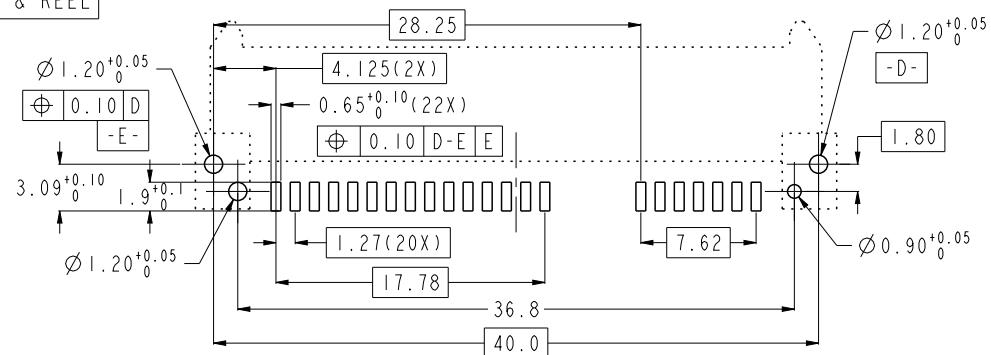 & REEL
28.25
Ø1.20 +0.05 0
-D-
Ø1.20 +0.05 0
4.125(2X)
⌖ 0.10 D
-E-
0.65 +0.10 0 (22X)
⌖ 0.10 D-E E
1.80
3.09 +0.10 0
1.9 +0.1 0
1.27(20X)
7.62
Ø0.90 +0.05 0
Ø1.20 +0.05 0
17.78
36.8
40.0